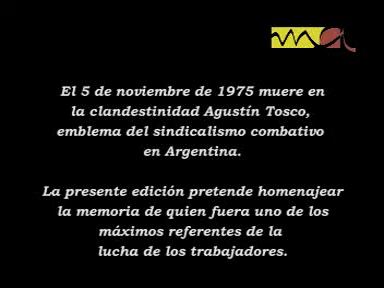 El 5 de noviembre de 1975 muere en
la clandestinidad Agustín Tosco,
emblema del sindicalismo combativo
en Argentina.
La presente edición pretende homenajear
la memoria de quien fuera uno de los
máximos referentes de la
lucha de los trabajadores.